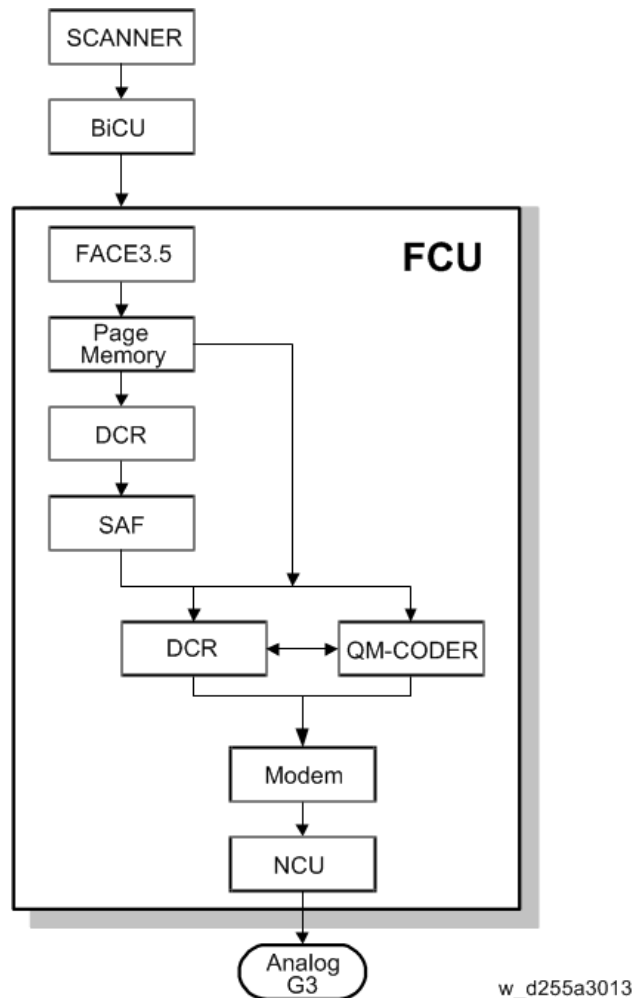 SCANNER
BiCU
FCU
FACE3.5
Page
Memory
DCR
SAF
DCR
QM-CODER
Modem
NCU
Analog
G3
w_d255a3013